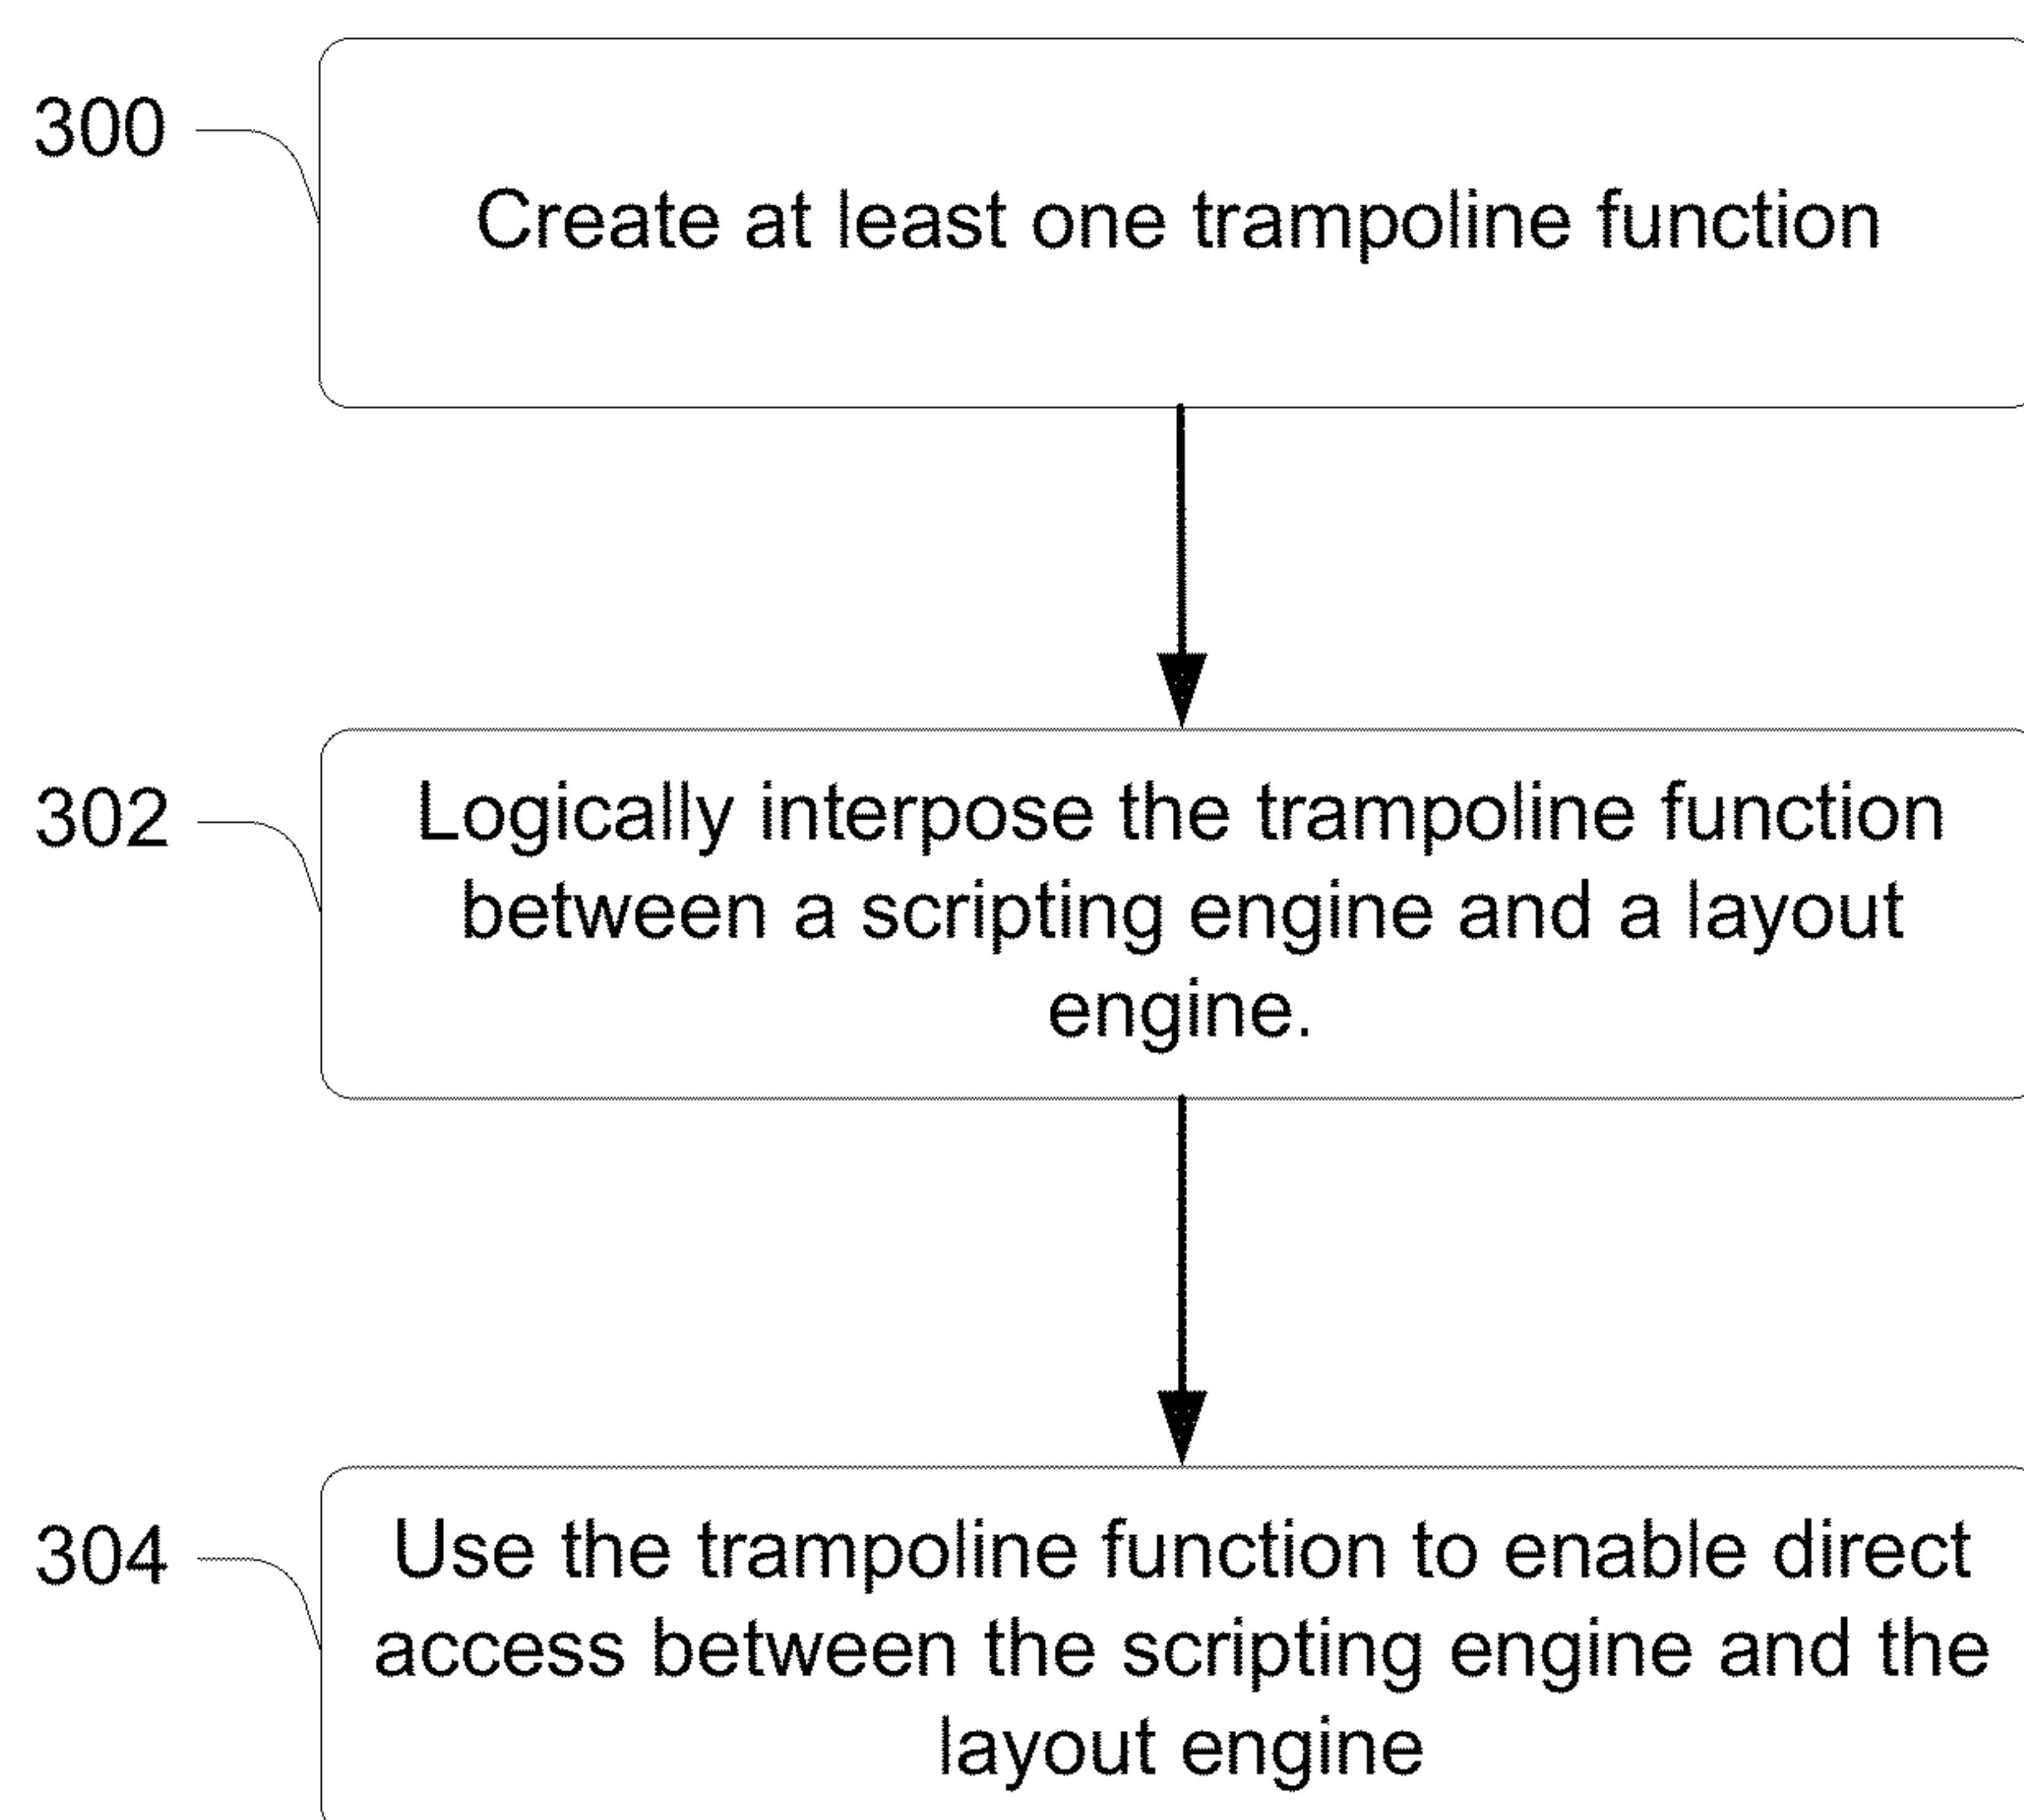 300
Create at least one trampoline function
302
Logically interpose the trampoline function
between a scripting engine and a layout
engine.
304
Use the trampoline function to enable direct
access between the scripting engine and the
layout engine